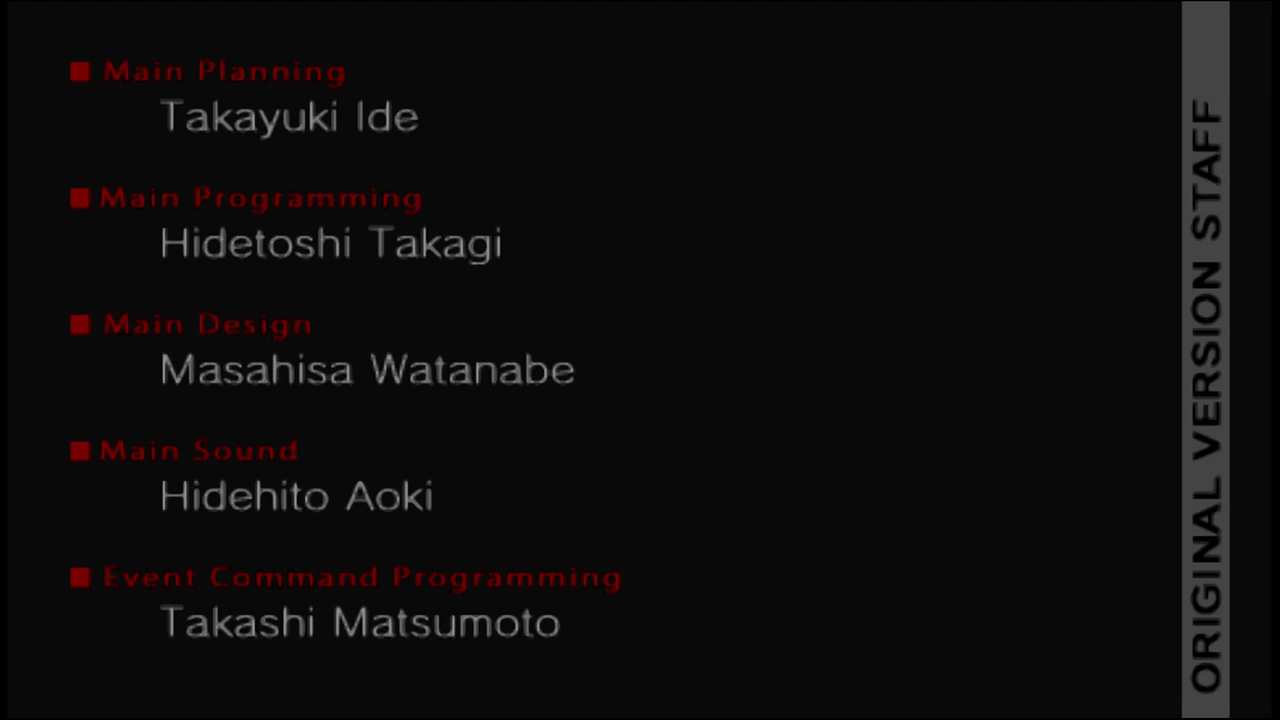 ■ Main Planning
Takayuki Ide
■ Main Programming
Hidetoshi Takagi
■ Main Design
Masahisa Watanabe
■ Main Sound
Hidehito Aoki
■ Event Command Programming
Takashi Matsumoto
ORIGINAL VERSION STAFF